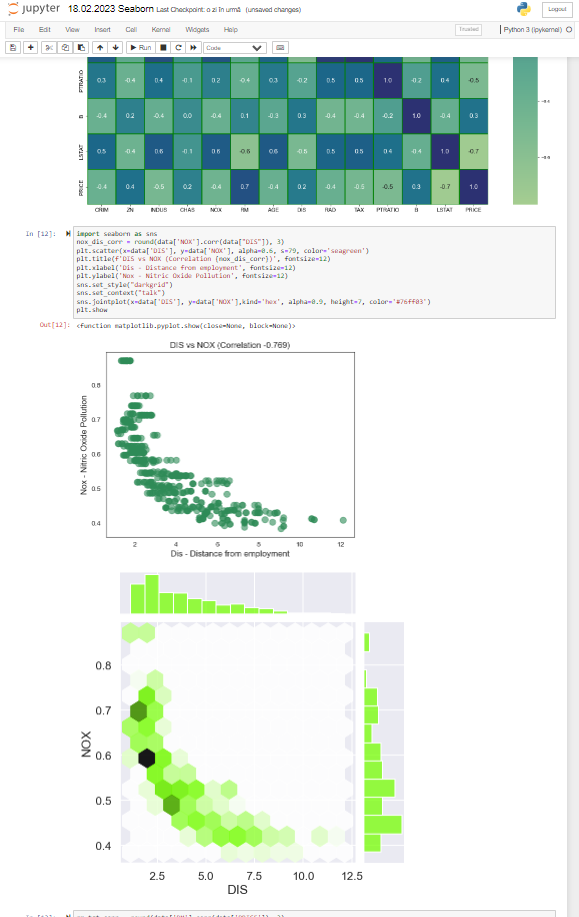 jupyter 18.02.2023 Seaborn Last Checkpoint: o zi în urmă (unsaved changes)
Logout
File Edit View Insert Cell Kernel Widgets Help
Trusted Python 3 (ipykernel)
Run Code
PTRATIO 0.3 -0.4 0.4 -0.1 0.2 -0.4 0.3 -0.2 0.5 0.5 1.0 -0.2 0.4 -0.5
B -0.4 0.2 -0.4 0.0 -0.4 0.1 -0.3 0.3 -0.4 -0.4 -0.2 1.0 -0.4 0.3
LSTAT 0.5 -0.4 0.6 -0.1 0.6 -0.6 0.6 -0.5 0.5 0.5 0.4 -0.4 1.0 -0.7
PRICE -0.4 0.4 -0.5 0.2 -0.4 0.7 -0.4 0.2 -0.4 -0.5 -0.5 0.3 -0.7 1.0
CRIM ZN INDUS CHAS NOX RM AGE DIS RAD TAX PTRATIO B LSTAT PRICE
In [12]:
import seaborn as sns
nox_dis_corr = round(data['NOX'].corr(data["DIS"]), 3)
plt.scatter(x=data['DIS'], y=data['NOX'], alpha=0.6, s=79, color='seagreen')
plt.title(f'DIS vs NOX (Correlation {nox_dis_corr})', fontsize=12)
plt.xlabel('Dis - Distance from employment', fontsize=12)
plt.ylabel('Nox - Nitric Oxide Pollution', fontsize=12)
sns.set_style("darkgrid")
sns.set_context("talk")
sns.jointplot(x=data['DIS'], y=data['NOX'],kind='hex', alpha=0.9, height=7, color='#76ff03')
plt.show
Out[12]: <function matplotlib.pyplot.show(close=None, block=None)>
DIS vs NOX (Correlation -0.769)
0.8
0.7
0.6
0.5
0.4
Nox - Nitric Oxide Pollution
2 4 6 8 10 12
Dis - Distance from employment
0.8
0.7
0.6
0.5
0.4
NOX
2.5 5.0 7.5 10.0 12.5
DIS